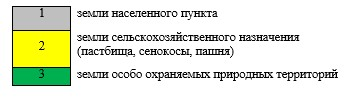 1 земли населенного пункта
2 земли сельскохозяйственного назначения
(пастбища, сенокосы, пашня)
3 земли особо охраняемых природных территорий